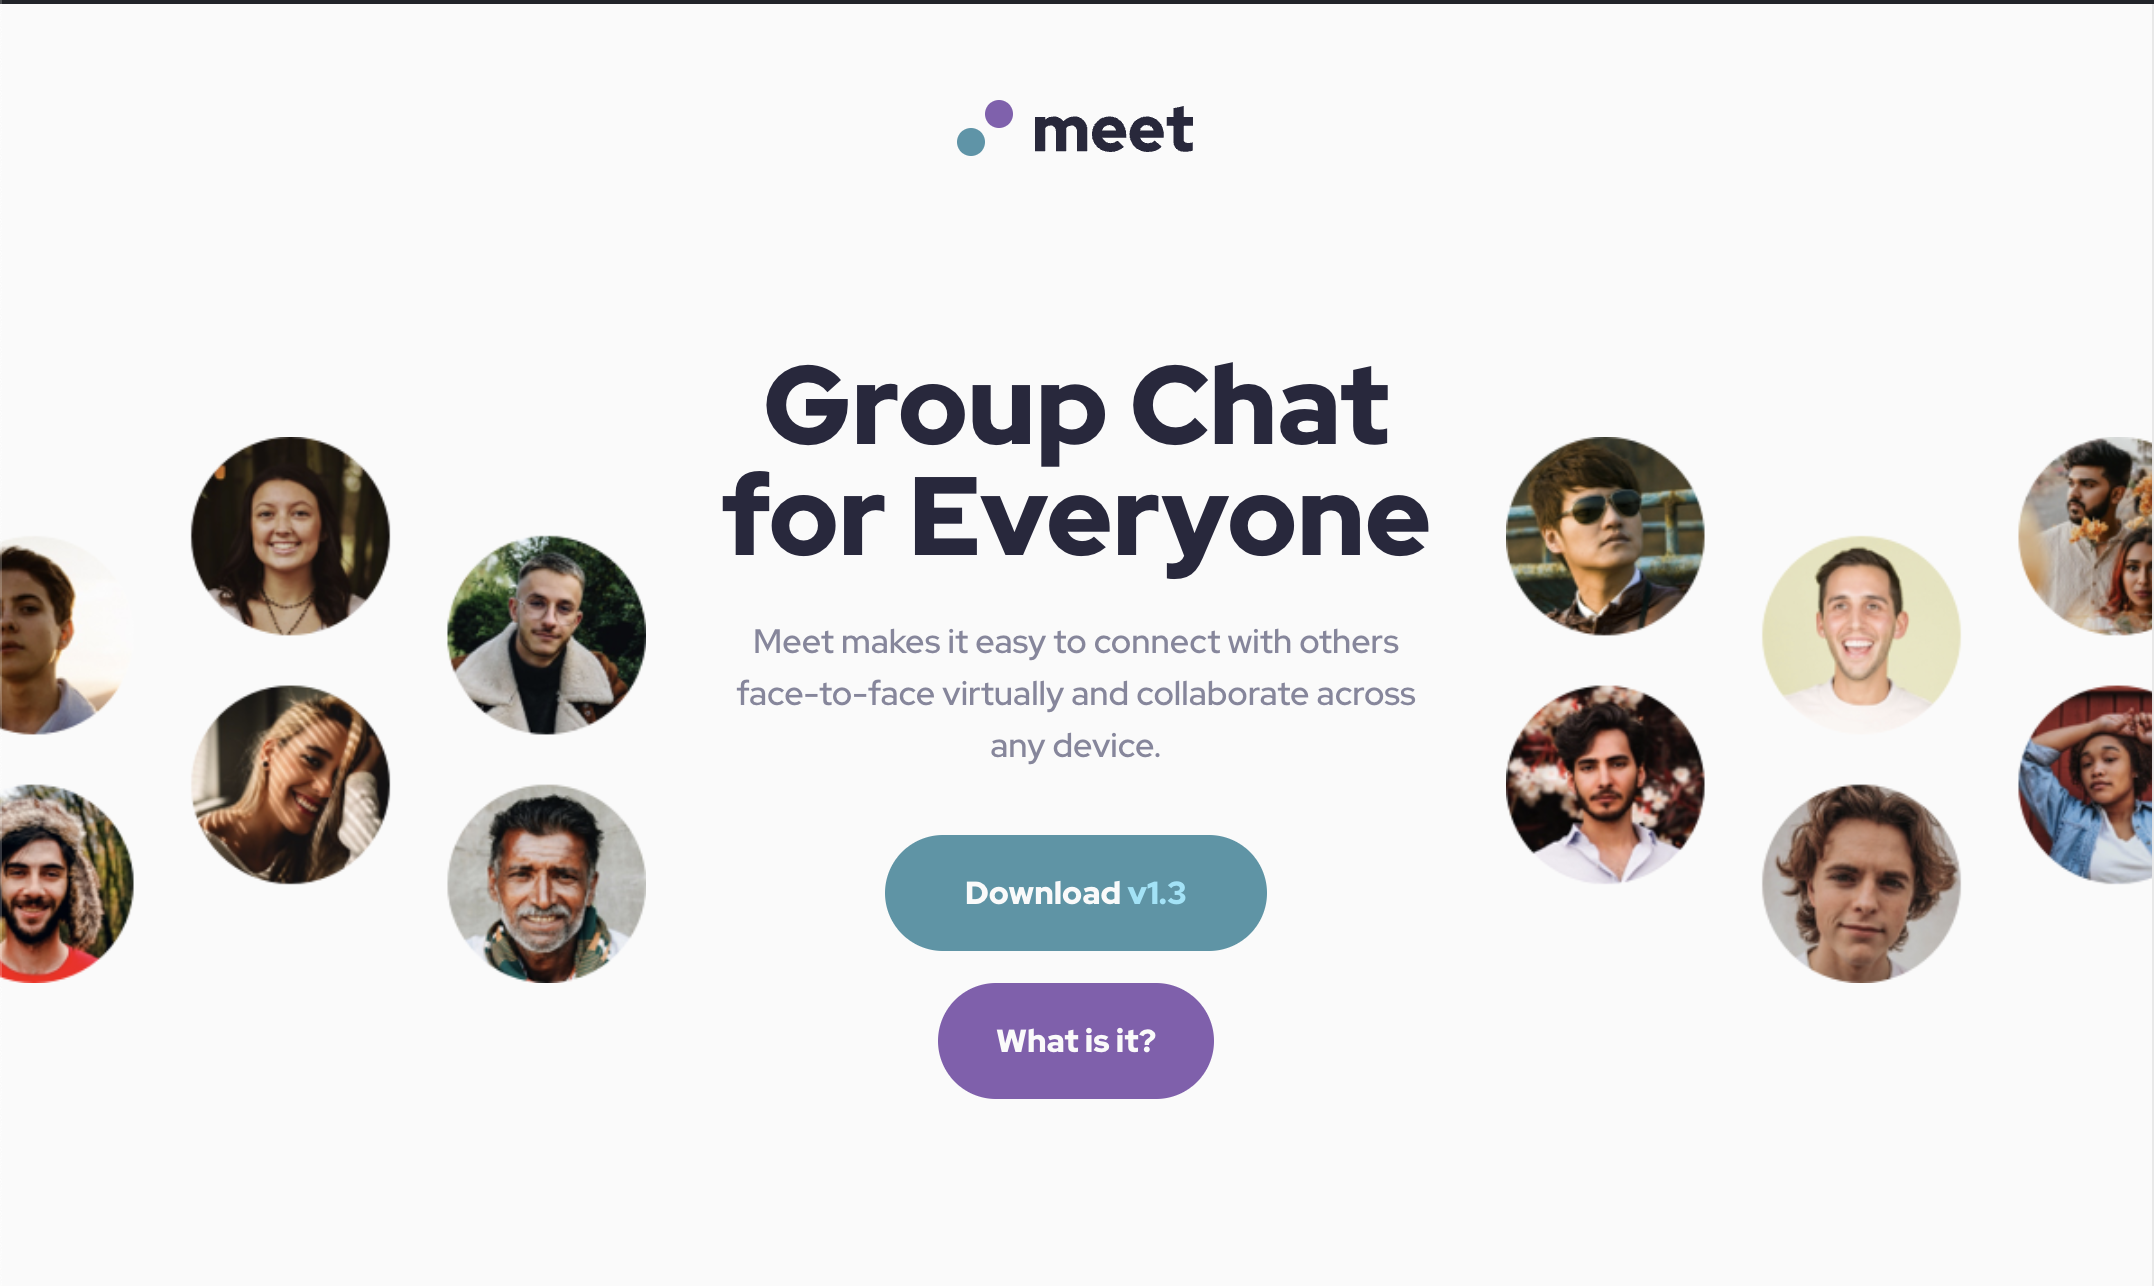 meet
Group Chat
for Everyone
Meet makes it easy to connect with others
face-to-face virtually and collaborate across
any device.
Download v1.3
What is it?